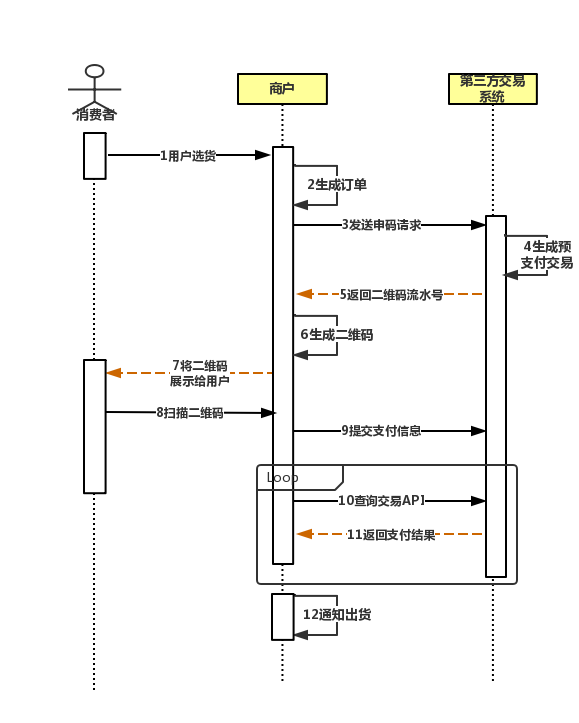 消费者
商户
第三方交易
系统
1用户选货
2生成订单
3发送申码请求
4生成预
支付交易
5返回二维码流水号
6生成二维码
7将二维码
展示给用户
8扫描二维码
9提交支付信息
Loop
10查询交易API
11返回支付结果
12通知出货